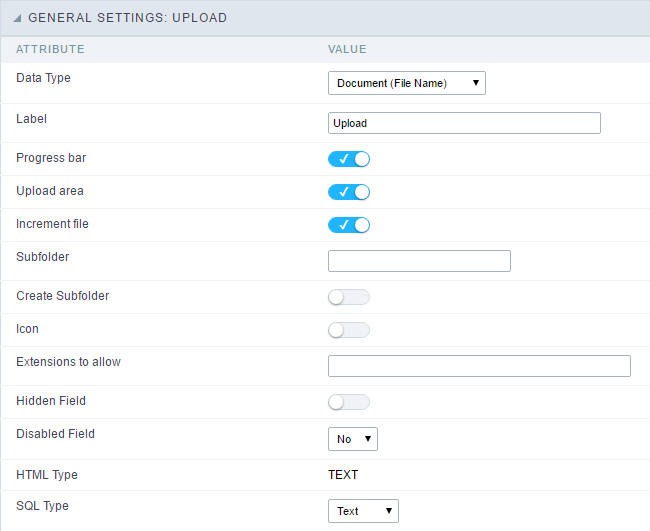 GENERAL SETTINGS: UPLOAD
ATTRIBUTE VALUE
Data Type Document (File Name)
Label Upload
Progress bar
Upload area
Increment file
Subfolder
Create Subfolder
Icon
Extensions to allow
Hidden Field
Disabled Field No
HTML Type TEXT
SQL Type Text